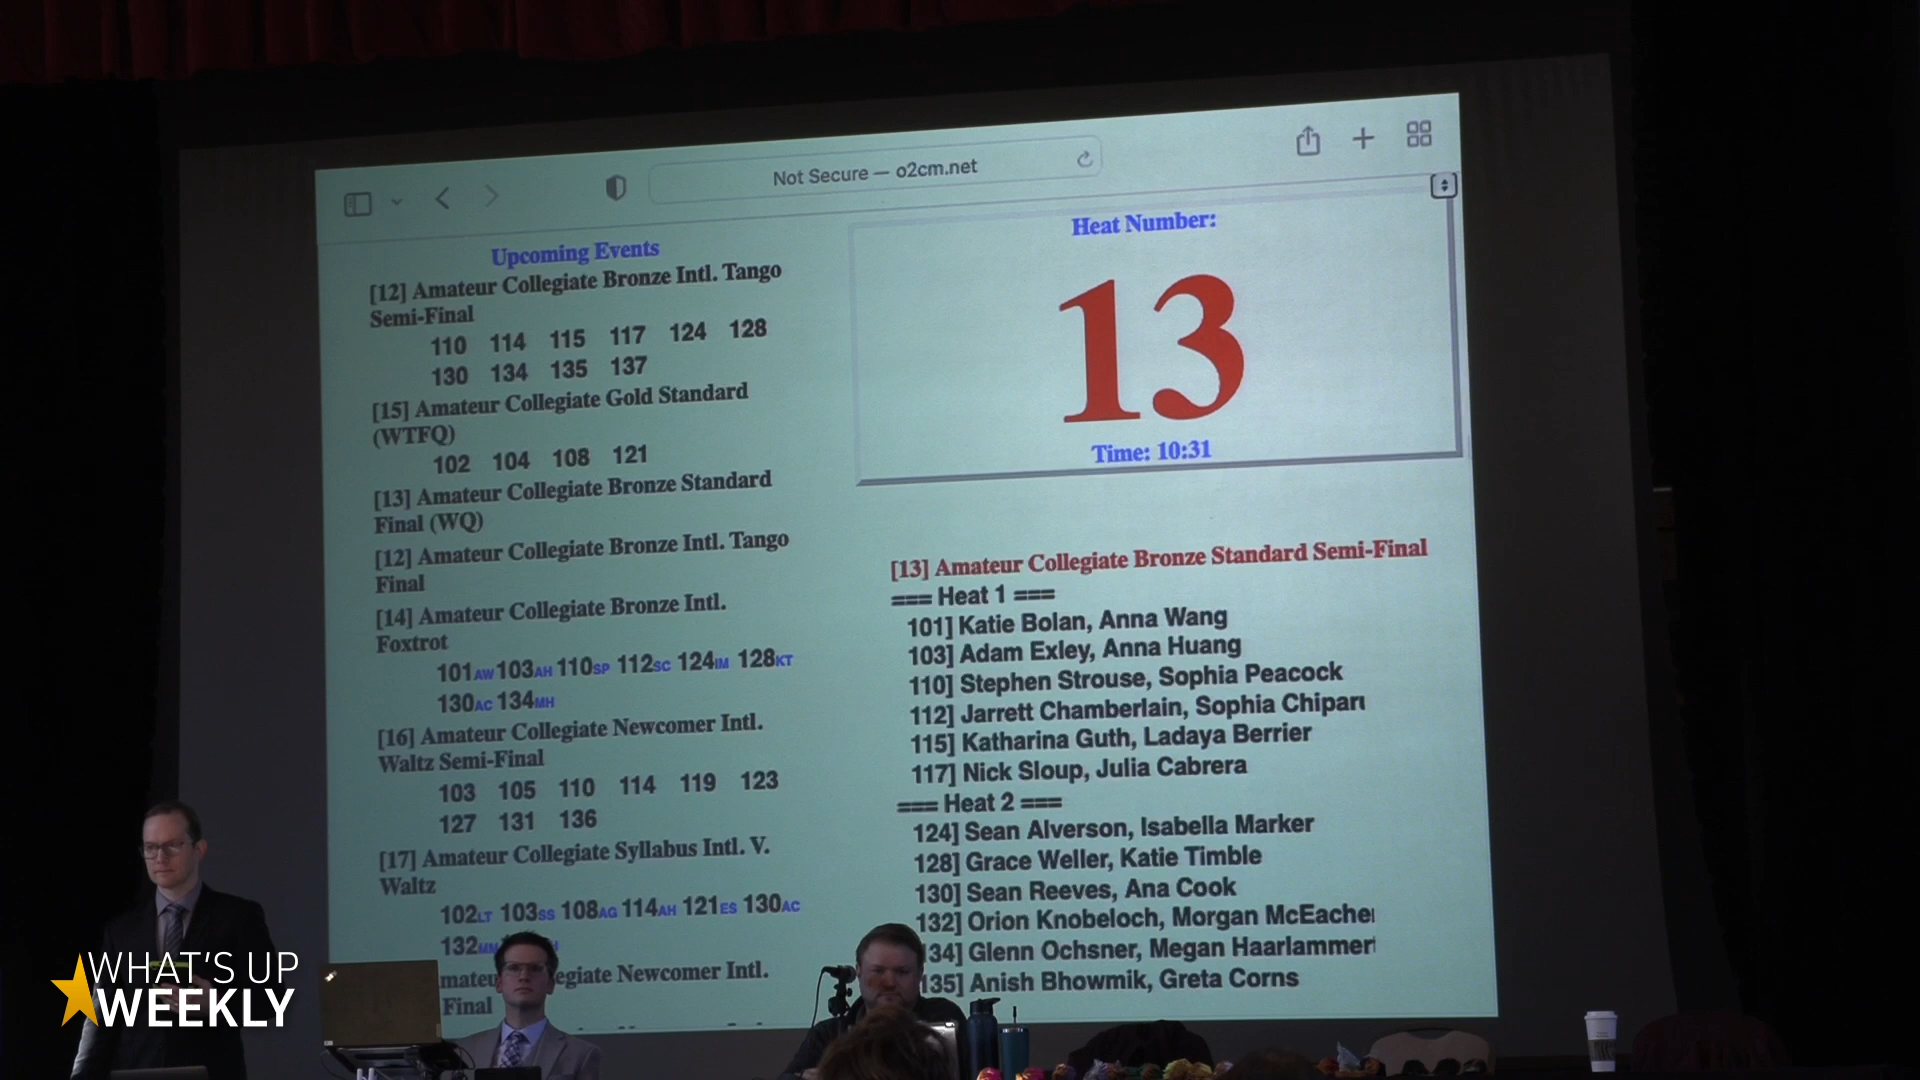 Not Secure — o2cm.net
Upcoming Events
[12] Amateur Collegiate Bronze Intl. Tango
Semi-Final
110 114 115 117 124 128
130 134 135 137
[15] Amateur Collegiate Gold Standard
(WTFQ)
102 104 108 121
[13] Amateur Collegiate Bronze Standard
Final (WQ)
[12] Amateur Collegiate Bronze Intl. Tango
Final
[14] Amateur Collegiate Bronze Intl.
Foxtrot
101AW 103AH 110SP 112SC 124IM 128KT
130AC 134MH
[16] Amateur Collegiate Newcomer Intl.
Waltz Semi-Final
103 105 110 114 119 123
127 131 136
[17] Amateur Collegiate Syllabus Intl. V.
Waltz
102LT 103SS 108AG 114AH 121ES 130AC
132
Newcomer Intl.
Final
Heat Number:
13
Time: 10:31
[13] Amateur Collegiate Bronze Standard Semi-Final
=== Heat 1 ===
101] Katie Bolan, Anna Wang
103] Adam Exley, Anna Huang
110] Stephen Strouse, Sophia Peacock
112] Jarrett Chamberlain, Sophia
115] Katharina Guth, Ladaya Berrier
117] Nick Sloup, Julia Cabrera
=== Heat 2 ===
124] Sean Alverson, Isabella Marker
128] Grace Weller, Katie Timble
130] Sean Reeves, Ana Cook
132] Orion Knobeloch, Morgan
134] Glenn Ochsner, Megan
135] Anish Bhowmik, Greta Corns
WHAT'S UP
WEEKLY